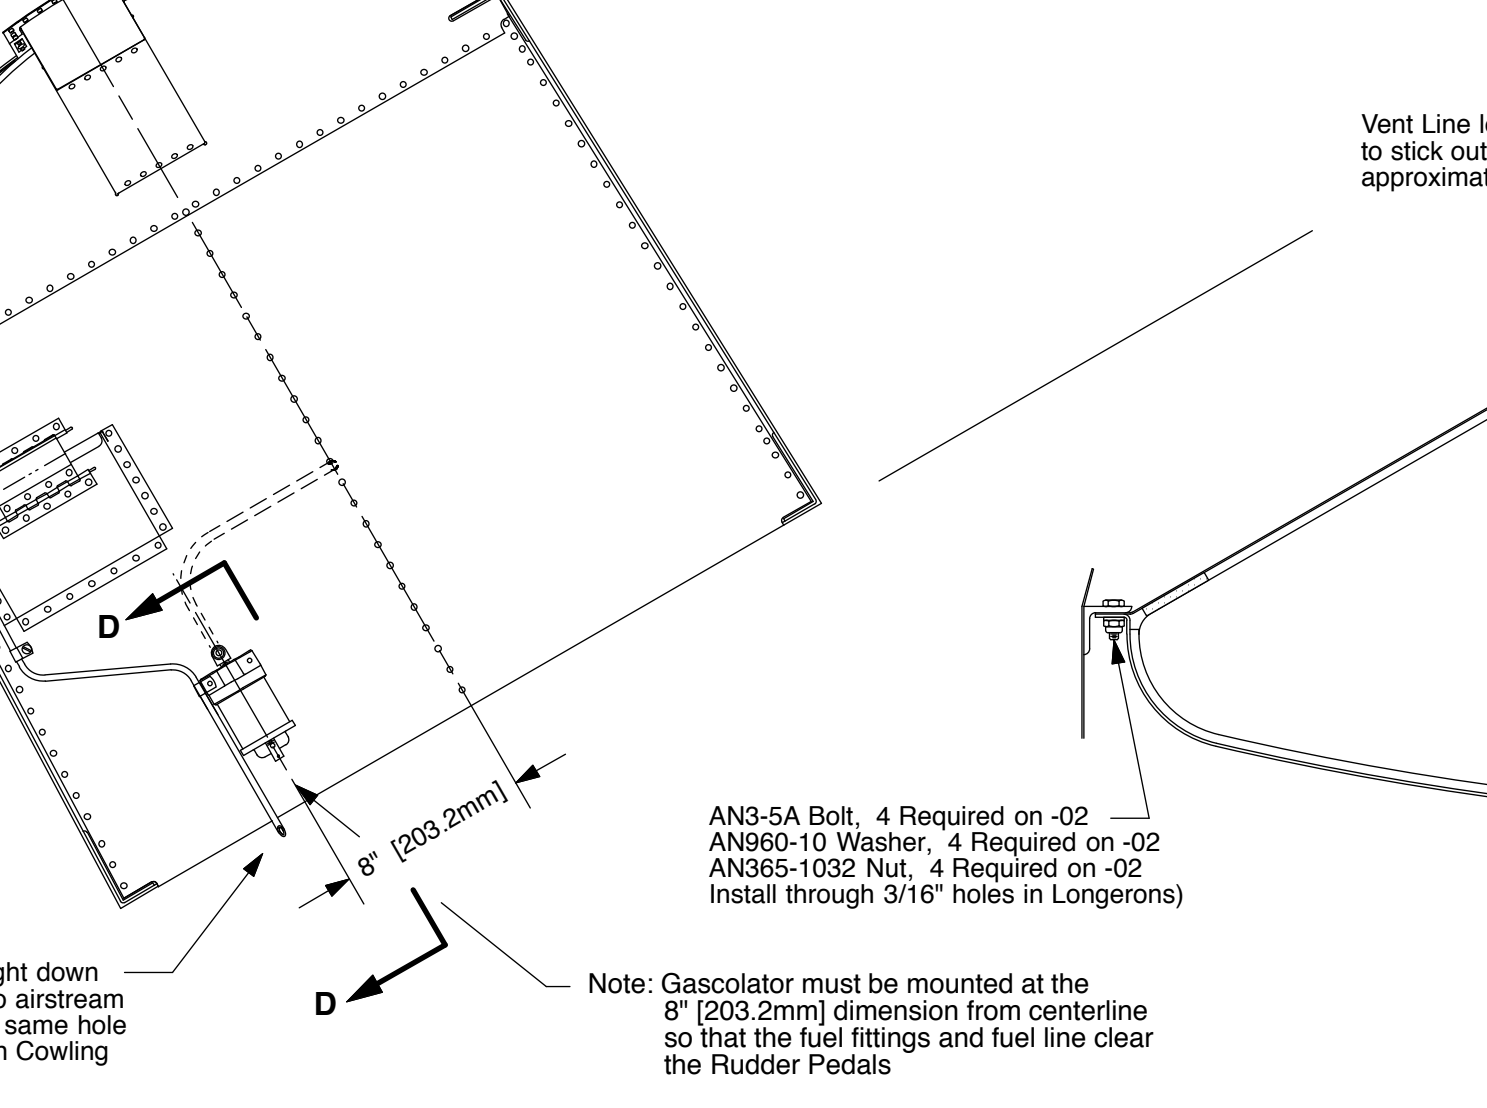 Vent Line
to stick out
D
8" [203.2mm]
AN3-5A Bolt, 4 Required on -02
AN960-10 Washer, 4 Required on -02
AN365-1032 Nut, 4 Required on -02
Install through 3/16" holes in Longerons)
down
airstream
same hole
Cowling
D
Note: Gascolator must be mounted at the
8" [203.2mm] dimension from centerline
so that the fuel fittings and fuel line clear
the Rudder Pedals